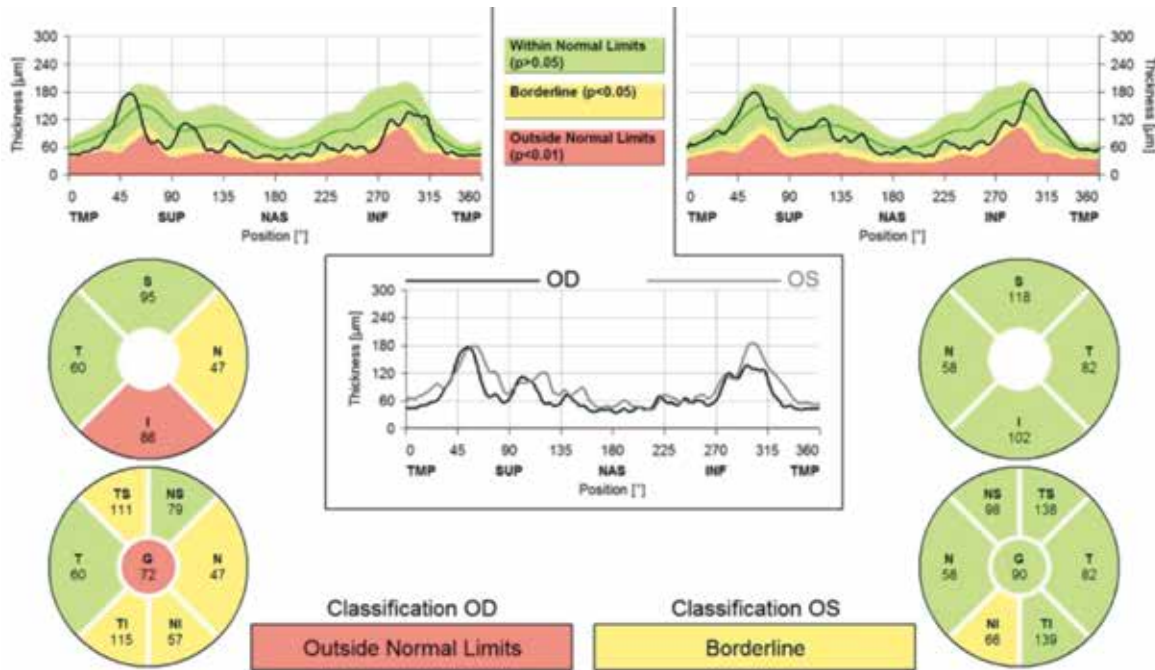 Thickness [µm]
300
240
180
120
60
0
0 45 90 135 180 225 270 315 360
TMP SUP NAS INF TMP
Position [°]
Within Normal Limits
(p>0.05)
Borderline (p<0.05)
Outside Normal Limits
(p<0.01)
300
240
180
120
60
0
Thickness [µm]
0 45 90 135 180 225 270 315 360
TMP SUP NAS INF TMP
Position [°]
OD OS
Thickness [µm]
300
240
180
120
60
0
0 45 90 135 180 225 270 315 360
TMP SUP NAS INF TMP
Position [°]
S
95
T
60
N
47
I
86
S
118
N
58
T
82
I
102
TS
111
NS
79
T
60
G
72
N
47
TI
115
NI
57
NS
98
TS
138
N
58
G
90
T
82
NI
66
TI
139
Classification OD
Outside Normal Limits
Classification OS
Borderline